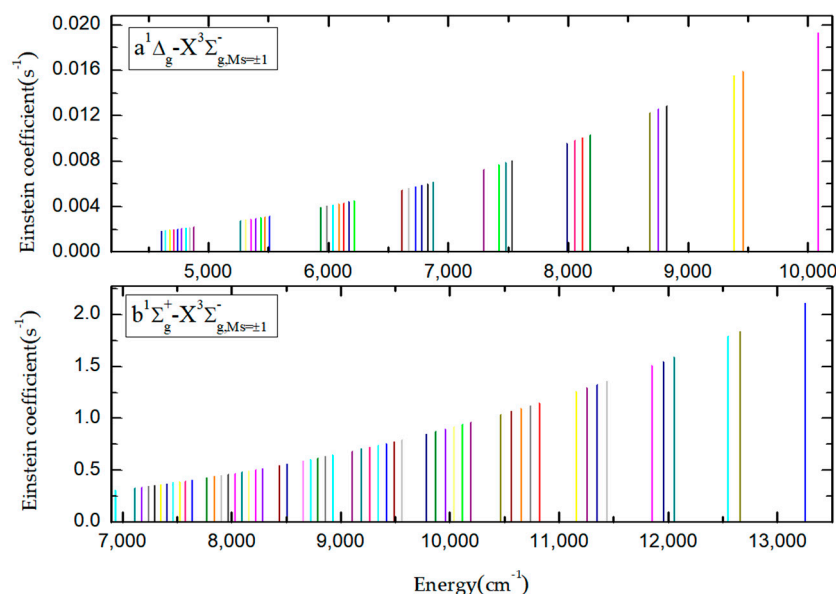 Einstein coefficient(s⁻¹)
0.020
0.016
0.012
0.008
0.004
0.000
a¹Δg-X³Σ⁻g,Ms=±1
5,000 6,000 7,000 8,000 9,000 10,000
Einstein coefficient(s⁻¹)
2.0
1.5
1.0
0.5
0.0
b¹Σ⁺g-X³Σ⁻g,Ms=±1
7,000 8,000 9,000 10,000 11,000 12,000 13,000
Energy(cm⁻¹)